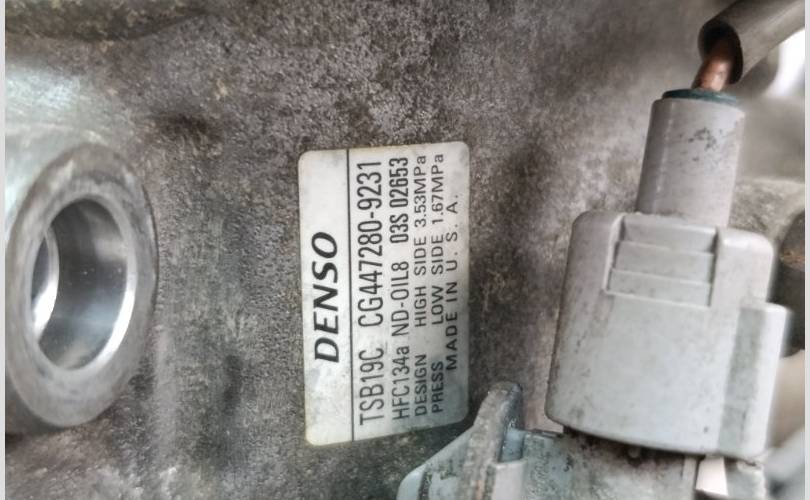 DENSO
TSB19C CG447280-9231
HFC134a ND-OIL8 03S 02653
DESIGN HIGH SIDE 3.53MPa
PRESS LOW SIDE 1.67MPa
MADE IN U. S. A.